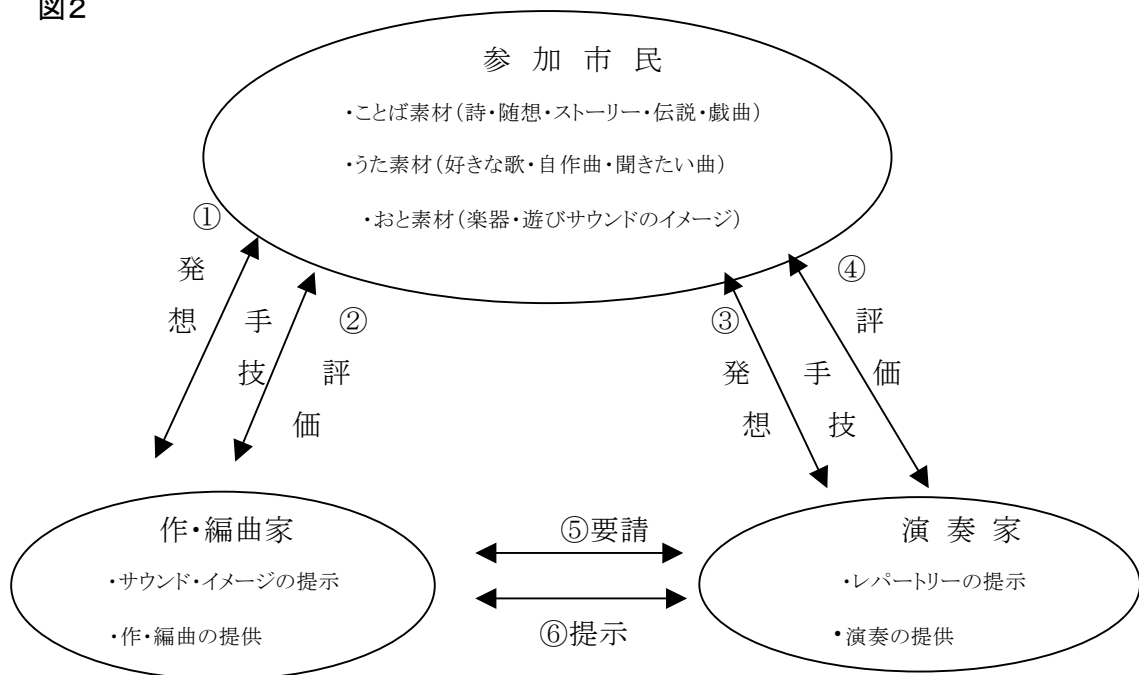 図2
参加市民
・ことば素材(詩・随想・ストーリー・伝説・戯曲)
・うた素材(好きな歌・自作曲・聞きたい曲)
・おと素材(楽器・遊びサウンドのイメージ)
①
発想
手技
②
評価
③
発想
手技
④
評価
作・編曲家
・サウンド・イメージの提示
・作・編曲の提供
⑤要請
⑥提示
演奏家
・レパートリーの提示
・演奏の提供